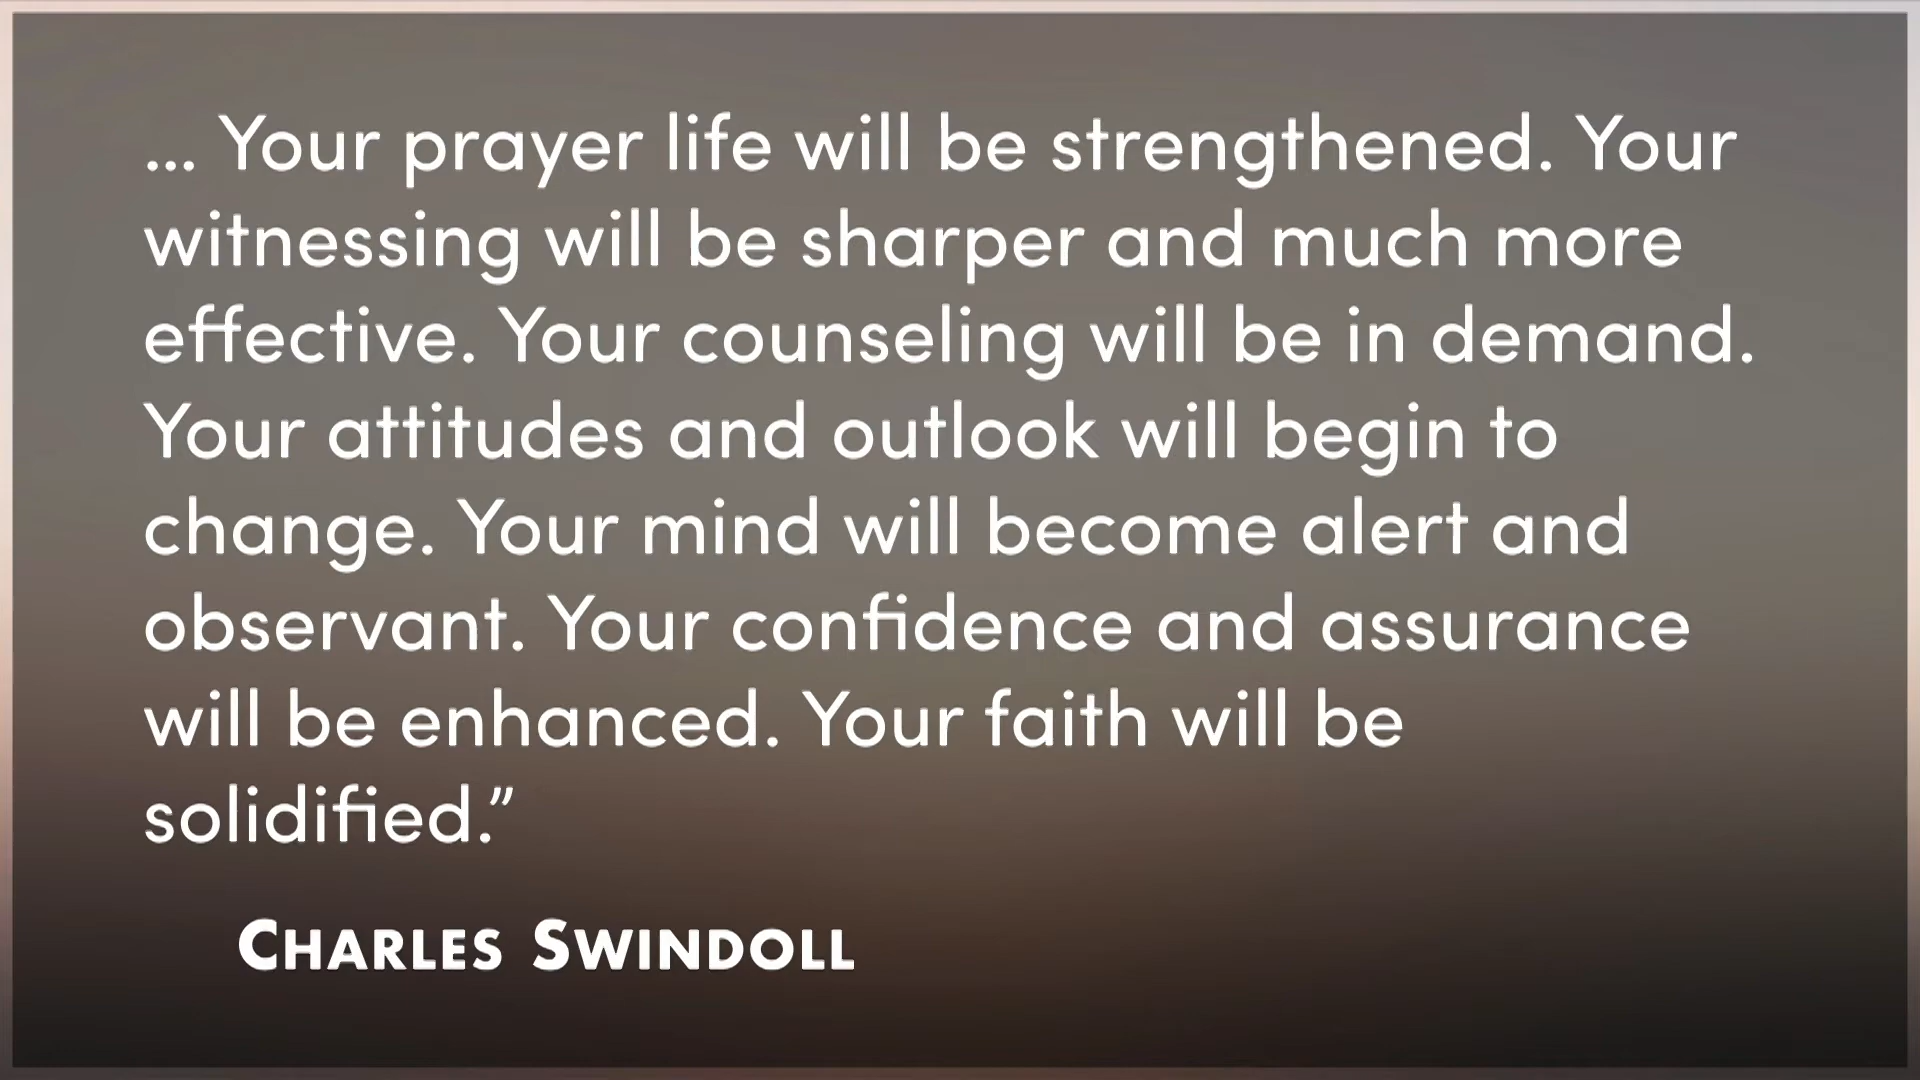 ... Your prayer life will be strengthened. Your
witnessing will be sharper and much more
effective. Your counseling will be in demand.
Your attitudes and outlook will begin to
change. Your mind will become alert and
observant. Your confidence and assurance
will be enhanced. Your faith will be
solidified.”
CHARLES SWINDOLL